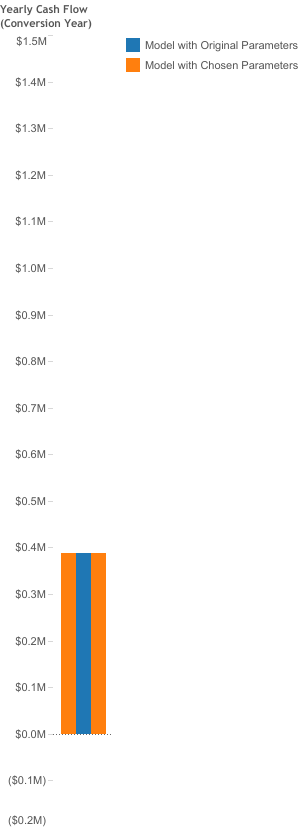 Yearly Cash Flow
(Conversion Year)
$1.5M
Model with Original Parameters
Model with Chosen Parameters
$1.4M
$1.3M
$1.2M
$1.1M
$1.0M
$0.9M
$0.8M
$0.7M
$0.6M
$0.5M
$0.4M
$0.3M
$0.2M
$0.1M
$0.0M
($0.1M)
($0.2M)